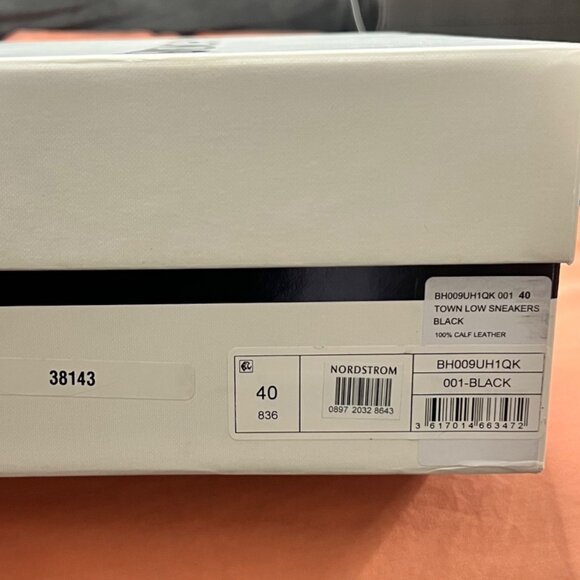 BH009UH1QK 001 40
TOWN LOW SNEAKERS
BLACK
100% CALF LEATHER
38143
40
836
NORDSTROM
0897 2032 8643
BH009UH1QK
001-BLACK
3 617014 663472